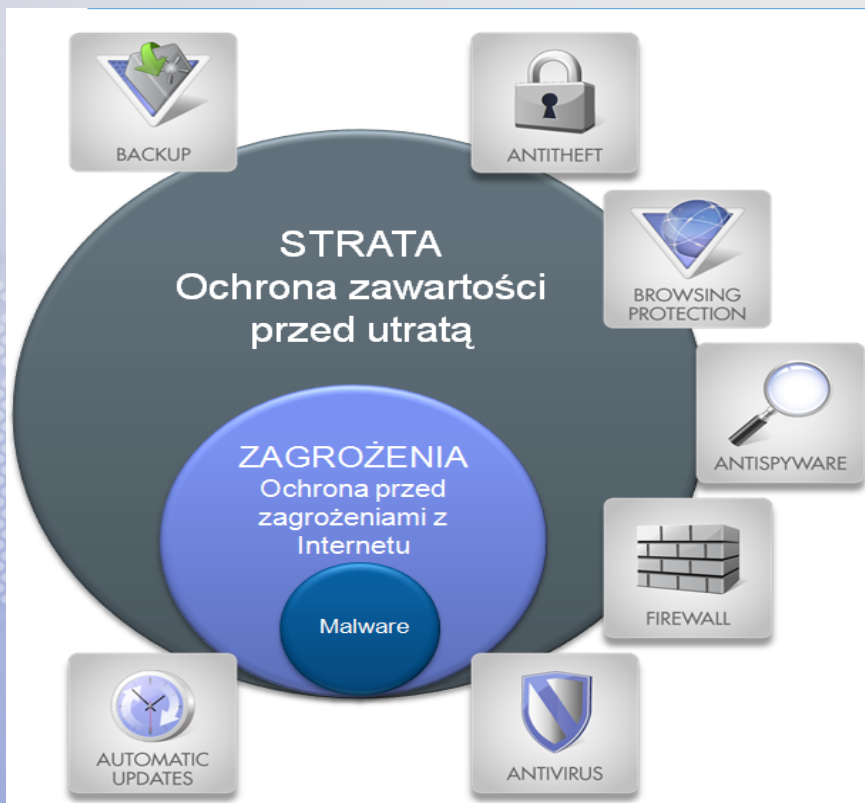 BACKUP
ANTITHEFT
STRATA
Ochrona zawartości
przed utratą
BROWSING
PROTECTION
ANTISPYWARE
ZAGROŻENIA
Ochrona przed
zagrożeniami z
Internetu
FIREWALL
Malware
AUTOMATIC
UPDATES
ANTIVIRUS